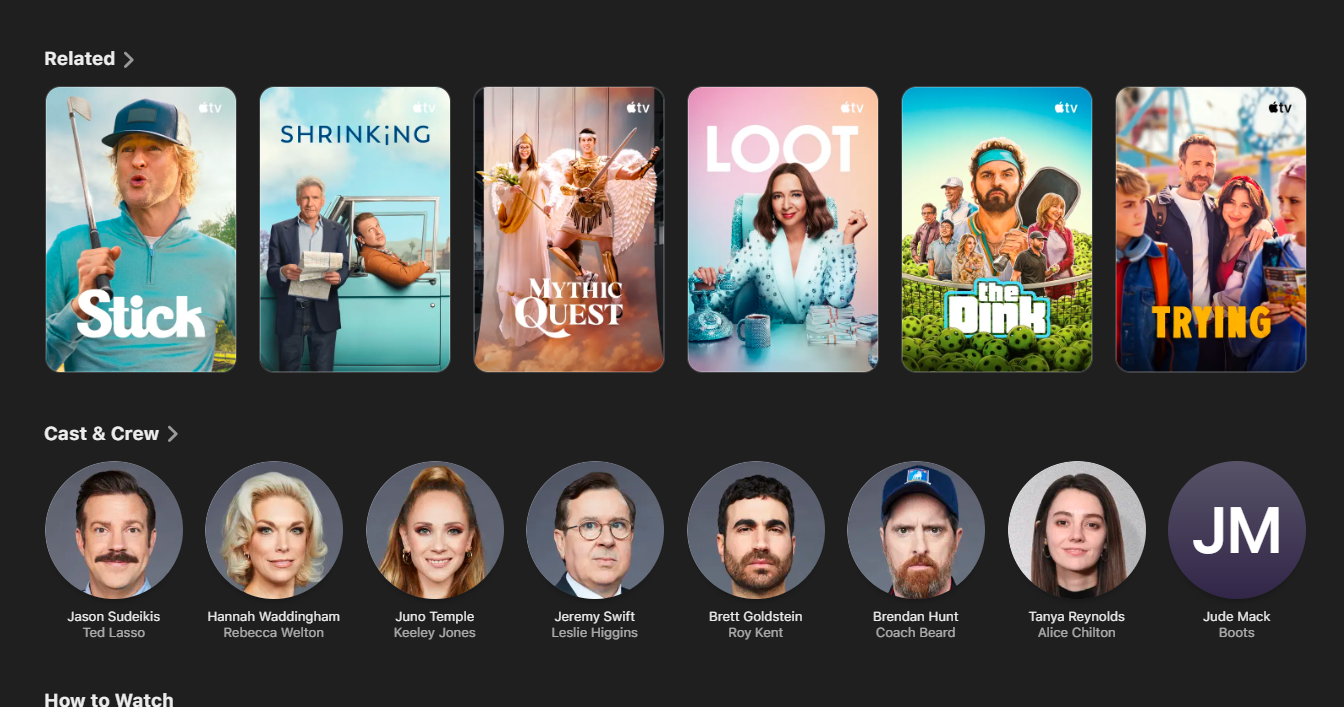 Related
tv
tv
tv
tv
tv
tv
Stick
SHRINKING
MYTHIC
QUEST
LOOT
the
Dink
TRYING
Cast & Crew
JM
Jason Sudeikis
Ted Lasso
Hannah Waddingham
Rebecca Welton
Juno Temple
Keeley Jones
Jeremy Swift
Leslie Higgins
Brett Goldstein
Roy Kent
Brendan Hunt
Coach Beard
Tanya Reynolds
Alice Chilton
Jude Mack
Boots
How to Watch